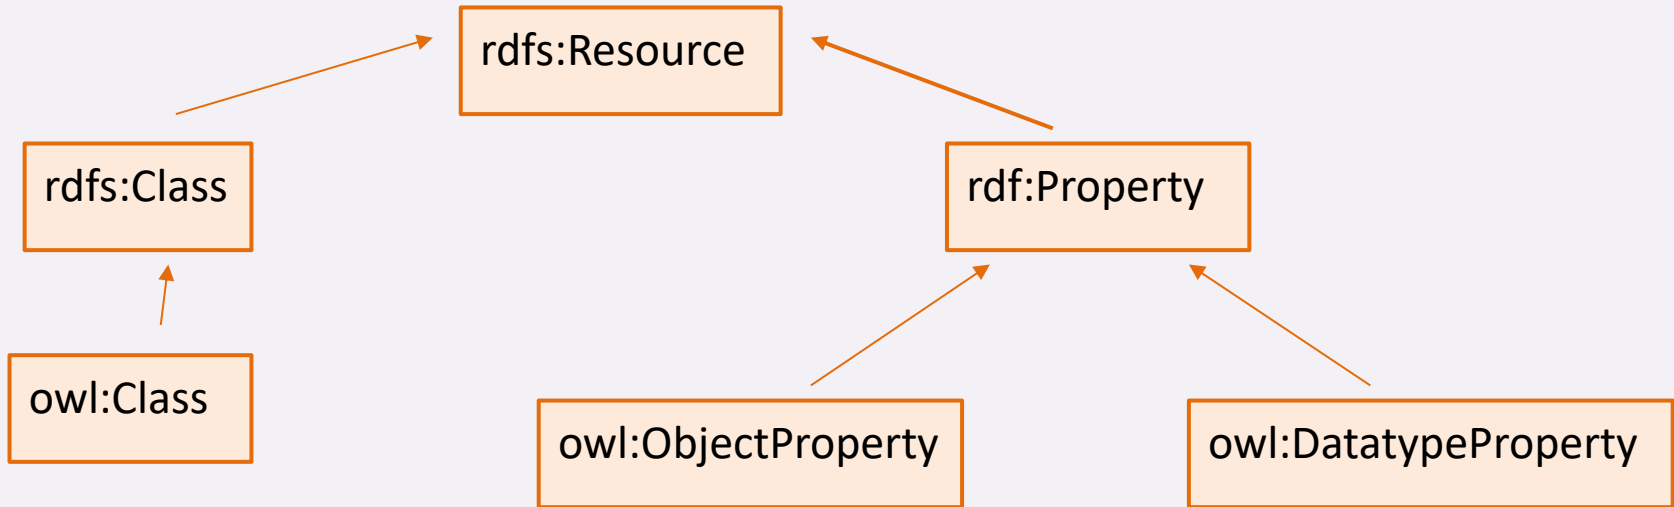 rdfs:Resource
rdfs:Class
rdf:Property
owl:Class
owl:ObjectProperty
owl:DatatypeProperty